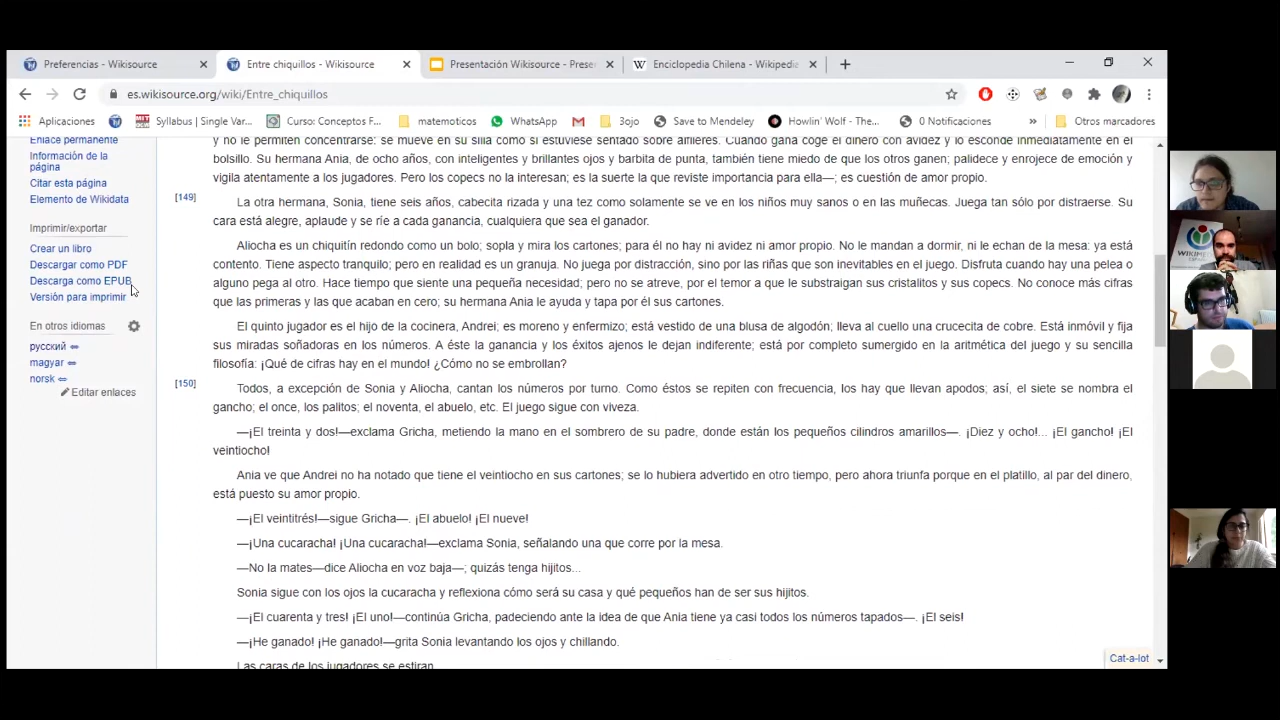 Preferencias - Wikisource
Entre chiquillos - Wikisource
Presentación Wikisource - Prese
Enciclopedia Chilena - Wikipedia
es.wikisource.org/wiki/Entre_chiquillos
Aplicaciones
Syllabus | Single Var...
Curso: Conceptos F...
matemoticos
WhatsApp
3ojo
Save to Mendeley
Howlin' Wolf - The...
0 Notificaciones
»
Otros marcadores
Enlace permanente
Información de la
página
Citar esta página
Elemento de Wikidata
Imprimir/exportar
Crear un libro
Descargar como PDF
Descarga como EPUB
Versión para imprimir
En otros idiomas
русский
magyar
norsk
Editar enlaces
y no le permiten concentrarse: se mueve en su silla como si estuviese sentado sobre alfileres. Cuando gana coge el dinero con avidez y lo esconde inmediatamente en el
bolsillo. Su hermana Ania, de ocho años, con inteligentes y brillantes ojos y barbita de punta, también tiene miedo de que los otros ganen; palidece y enrojece de emoción y
vigila atentamente a los jugadores. Pero los copecs no la interesan; es la suerte la que reviste importancia para ella—; es cuestión de amor propio.
[149]
La otra hermana, Sonia, tiene seis años, cabecita rizada y una tez como solamente se ve en los niños muy sanos o en las muñecas. Juega tan sólo por distraerse. Su
cara está alegre, aplaude y se ríe a cada ganancia, cualquiera que sea el ganador.
Aliocha es un chiquitín redondo como un bolo; sopla y mira los cartones; para él no hay ni avidez ni amor propio. No le mandan a dormir, ni le echan de la mesa: ya está
contento. Tiene aspecto tranquilo; pero en realidad es un granuja. No juega por distracción, sino por las riñas que son inevitables en el juego. Disfruta cuando hay una pelea o
alguno pega al otro. Hace tiempo que siente una pequeña necesidad; pero no se atreve, por el temor a que le substraigan sus cristalitos y sus copecs. No conoce más cifras
que las primeras y las que acaban en cero; su hermana Ania le ayuda y tapa por él sus cartones.
El quinto jugador es el hijo de la cocinera, Andrei; es moreno y enfermizo; está vestido de una blusa de algodón; lleva al cuello una crucecita de cobre. Está inmóvil y fija
sus miradas soñadoras en los números. A éste la ganancia y los éxitos ajenos le dejan indiferente; está por completo sumergido en la aritmética del juego y su sencilla
filosofía: ¡Qué de cifras hay en el mundo! ¿Cómo no se embrollan?
[150]
Todos, a excepción de Sonia y Aliocha, cantan los números por turno. Como éstos se repiten con frecuencia, los hay que llevan apodos; así, el siete se nombra el
gancho; el once, los palitos; el noventa, el abuelo, etc. El juego sigue con viveza.
—¡El treinta y dos!—exclama Gricha, metiendo la mano en el sombrero de su padre, donde están los pequeños cilindros amarillos—. ¡Diez y ocho!... ¡El gancho! ¡El
veintiocho!
Ania ve que Andrei no ha notado que tiene el veintiocho en sus cartones; se lo hubiera advertido en otro tiempo, pero ahora triunfa porque en el platillo, al par del dinero,
está puesto su amor propio.
—¡El veintitrés!—sigue Gricha—. ¡El abuelo! ¡El nueve!
—¡Una cucaracha! ¡Una cucaracha!—exclama Sonia, señalando una que corre por la mesa.
—No la mates—dice Aliocha en voz baja—; quizás tenga hijitos...
Sonia sigue con los ojos la cucaracha y reflexiona cómo será su casa y qué pequeños han de ser sus hijitos.
—¡El cuarenta y tres! ¡El uno!—continúa Gricha, padeciendo ante la idea de que Ania tiene ya casi todos los números tapados—. ¡El seis!
—¡He ganado! ¡He ganado!—grita Sonia levantando los ojos y chillando.
Las caras de los jugadores se estiran.
Cat-a-lot